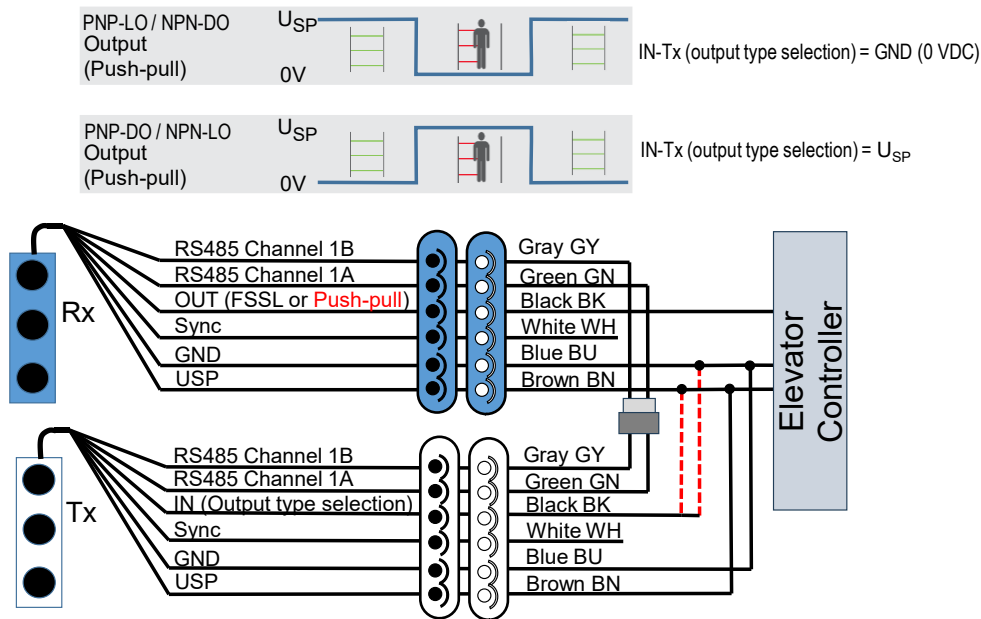 PNP-LO / NPN-DO
Output
(Push-pull)
USP
0V
IN-Tx (output type selection) = GND (0 VDC)
PNP-DO / NPN-LO
Output
(Push-pull)
USP
0V
IN-Tx (output type selection) = USP
Rx
RS485 Channel 1B
RS485 Channel 1A
OUT (FSSL or Push-pull)
Sync
GND
USP
Gray GY
Green GN
Black BK
White WH
Blue BU
Brown BN
Elevator
Controller
Tx
RS485 Channel 1B
RS485 Channel 1A
IN (Output type selection)
Sync
GND
USP
Gray GY
Green GN
Black BK
White WH
Blue BU
Brown BN